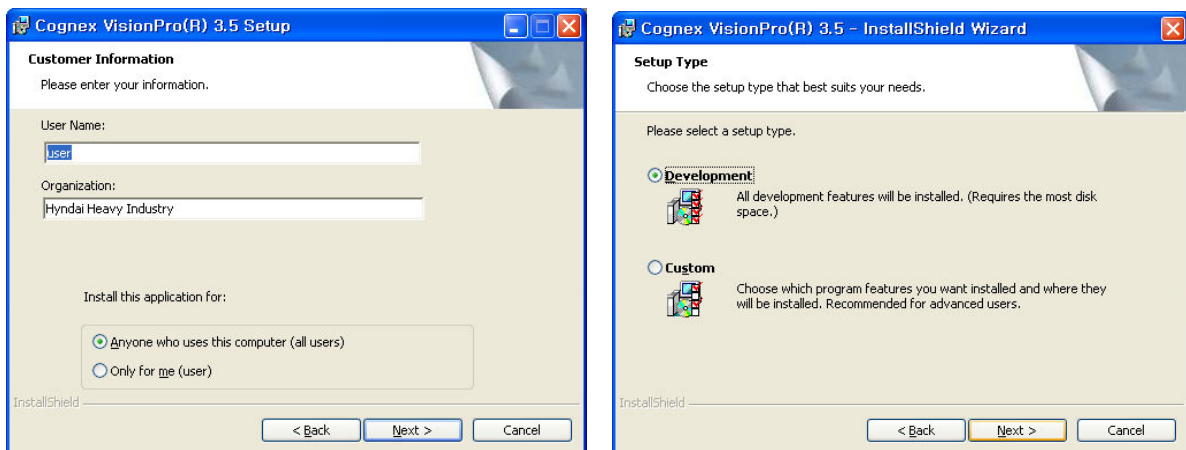 Cognex VisionPro(R) 3.5 Setup
Customer Information
Please enter your information.
User Name:
user
Organization:
Hyndai Heavy Industry
Install this application for:
Anyone who uses this computer (all users)
Only for me (user)
InstallShield
< Back
Next >
Cancel
Cognex VisionPro(R) 3.5 - InstallShield Wizard
Setup Type
Choose the setup type that best suits your needs.
Please select a setup type.
Development
All development features will be installed. (Requires the most disk
space.)
Custom
Choose which program features you want installed and where they
will be installed. Recommended for advanced users.
InstallShield
< Back
Next >
Cancel